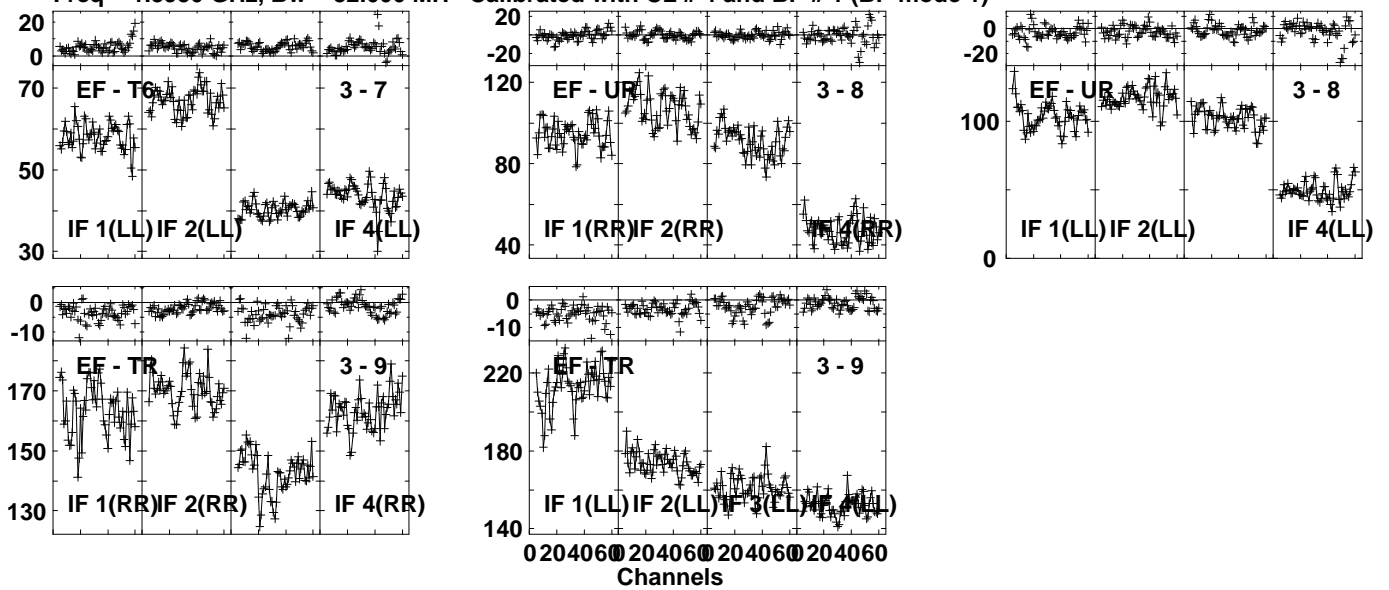 20
0
70
50
30
EF - T6
3 - 7
IF 1(LL) IF 2(LL) IF 4(LL)
20
0
-20
120
80
40
EF - UR
3 - 8
IF 1(RR) IF 2(RR) IF 4(RR)
0
-20
100
0
EF - UR
3 - 8
IF 1(LL) IF 2(LL) IF 4(LL)
0
-10
170
150
130
EF - TR
3 - 9
IF 1(RR) IF 2(RR) IF 4(RR)
0
-10
220
180
140
EF - TR
3 - 9
IF 1(LL) IF 2(LL) IF 3(LL) IF 4(LL)
0 20 40 60 0 20 40 60 0 20 40 60 0 20 40 60
Channels